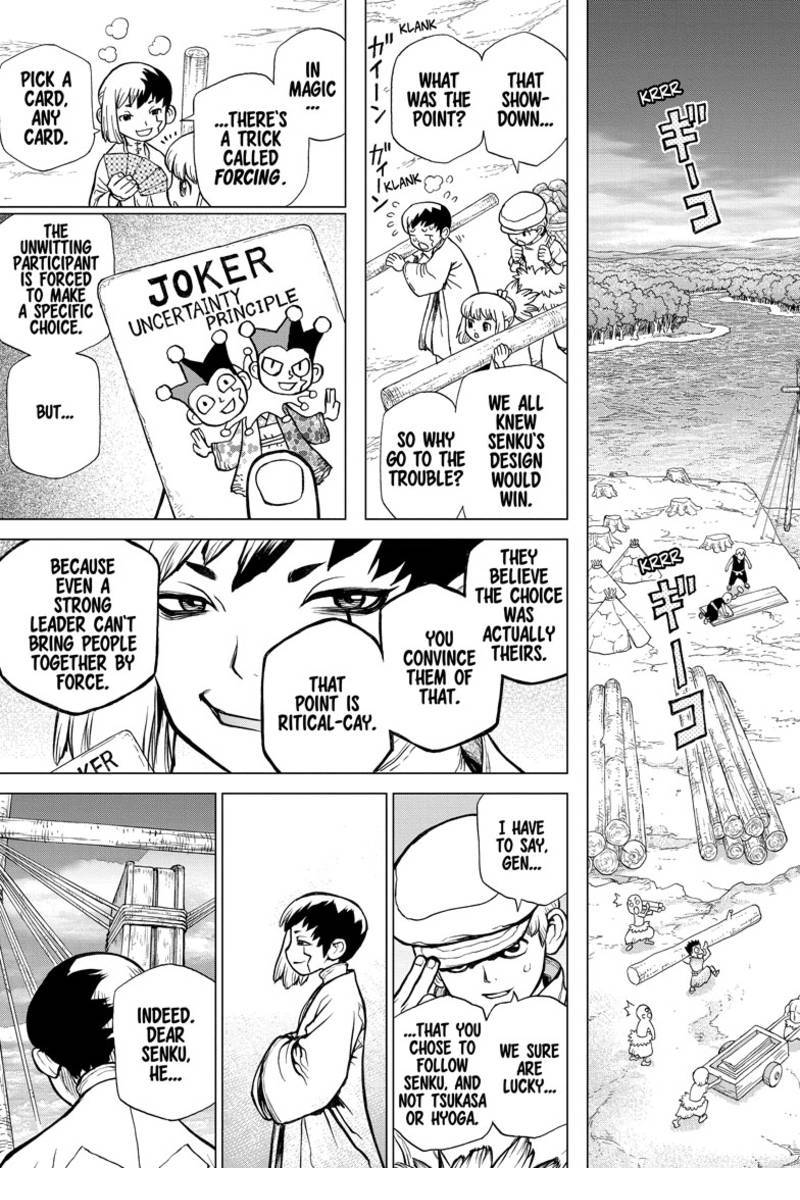 KRRR
ギーコ
KRRR
ギーコ
KLANK
ガイーン
THAT
SHOW-
DOWN...
WHAT
WAS THE
POINT?
KLANK
ガイーン
WE ALL
KNEW
SENKU'S
DESIGN
WOULD
WIN.
SO WHY
GO TO THE
TROUBLE?
IN
MAGIC
...
...THERE'S
A TRICK
CALLED
FORCING.
PICK A
CARD,
ANY
CARD.
THE
UNWITTING
PARTICIPANT
IS FORCED
TO MAKE
A SPECIFIC
CHOICE.
BUT...
JOKER
UNCERTAINTY
PRINCIPLE
THEY
BELIEVE
THE CHOICE
WAS
ACTUALLY
THEIRS.
YOU
CONVINCE
THEM OF
THAT.
THAT
POINT IS
RITICAL-CAY.
BECAUSE
EVEN A
STRONG
LEADER CAN'T
BRING PEOPLE
TOGETHER BY
FORCE.
KER
I HAVE
TO SAY,
GEN...
WE SURE
ARE
LUCKY...
...THAT YOU
CHOSE TO
FOLLOW
SENKU, AND
NOT TSUKASA
OR HYOGA.
INDEED.
DEAR
SENKU,
HE...